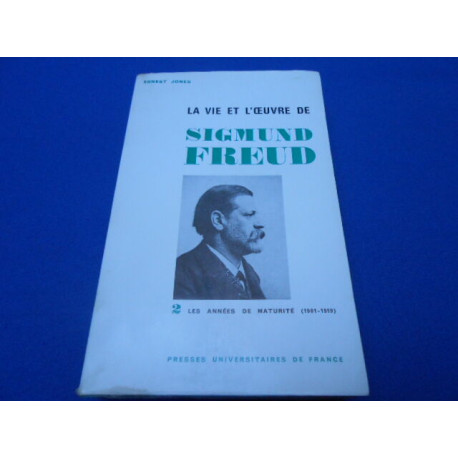 ERNEST JONES
LA VIE ET L'ŒUVRE DE
SIGMUND
FREUD
2 LES ANNÉES DE MATURITÉ (1901-1919)
PRESSES UNIVERSITAIRES DE FRANCE